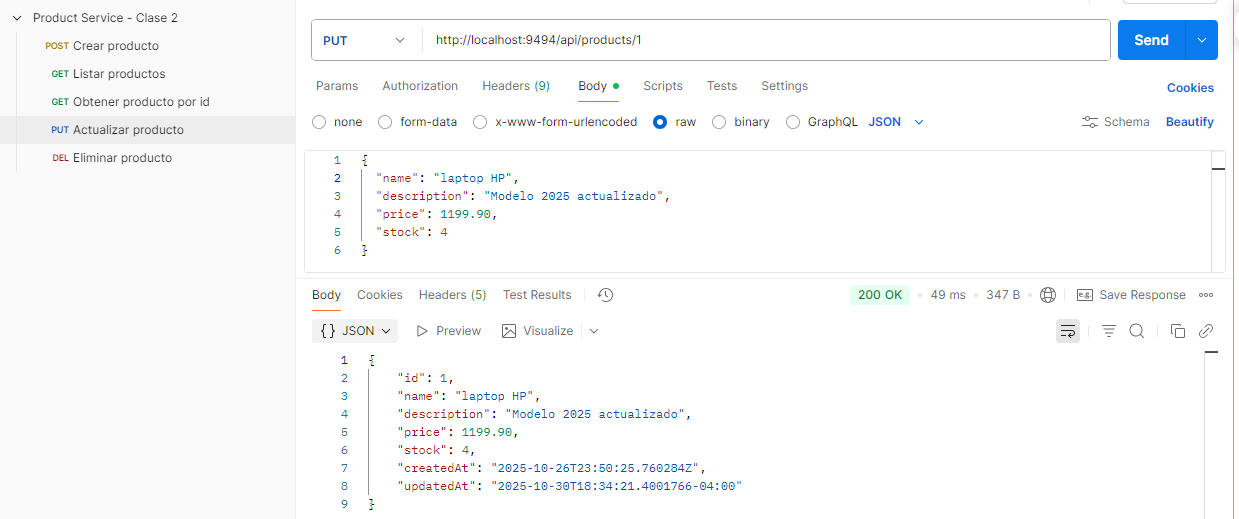 Product Service - Clase 2
POST Crear producto
GET Listar productos
GET Obtener producto por id
PUT Actualizar producto
DEL Eliminar producto
PUT http://localhost:9494/api/products/1 Send
Params Authorization Headers (9) Body Scripts Tests Settings Cookies
none form-data x-www-form-urlencoded raw binary GraphQL JSON Schema Beautify
1 {
2 "name": "laptop HP",
3 "description": "Modelo 2025 actualizado",
4 "price": 1199.90,
5 "stock": 4
6 }
Body Cookies Headers (5) Test Results 200 OK 49 ms 347 B e.g. Save Response
{} JSON Preview Visualize
1 {
2 "id": 1,
3 "name": "laptop HP",
4 "description": "Modelo 2025 actualizado",
5 "price": 1199.90,
6 "stock": 4,
7 "createdAt": "2025-10-26T23:50:25.760284Z",
8 "updatedAt": "2025-10-30T18:34:21.4001766-04:00"
9 }